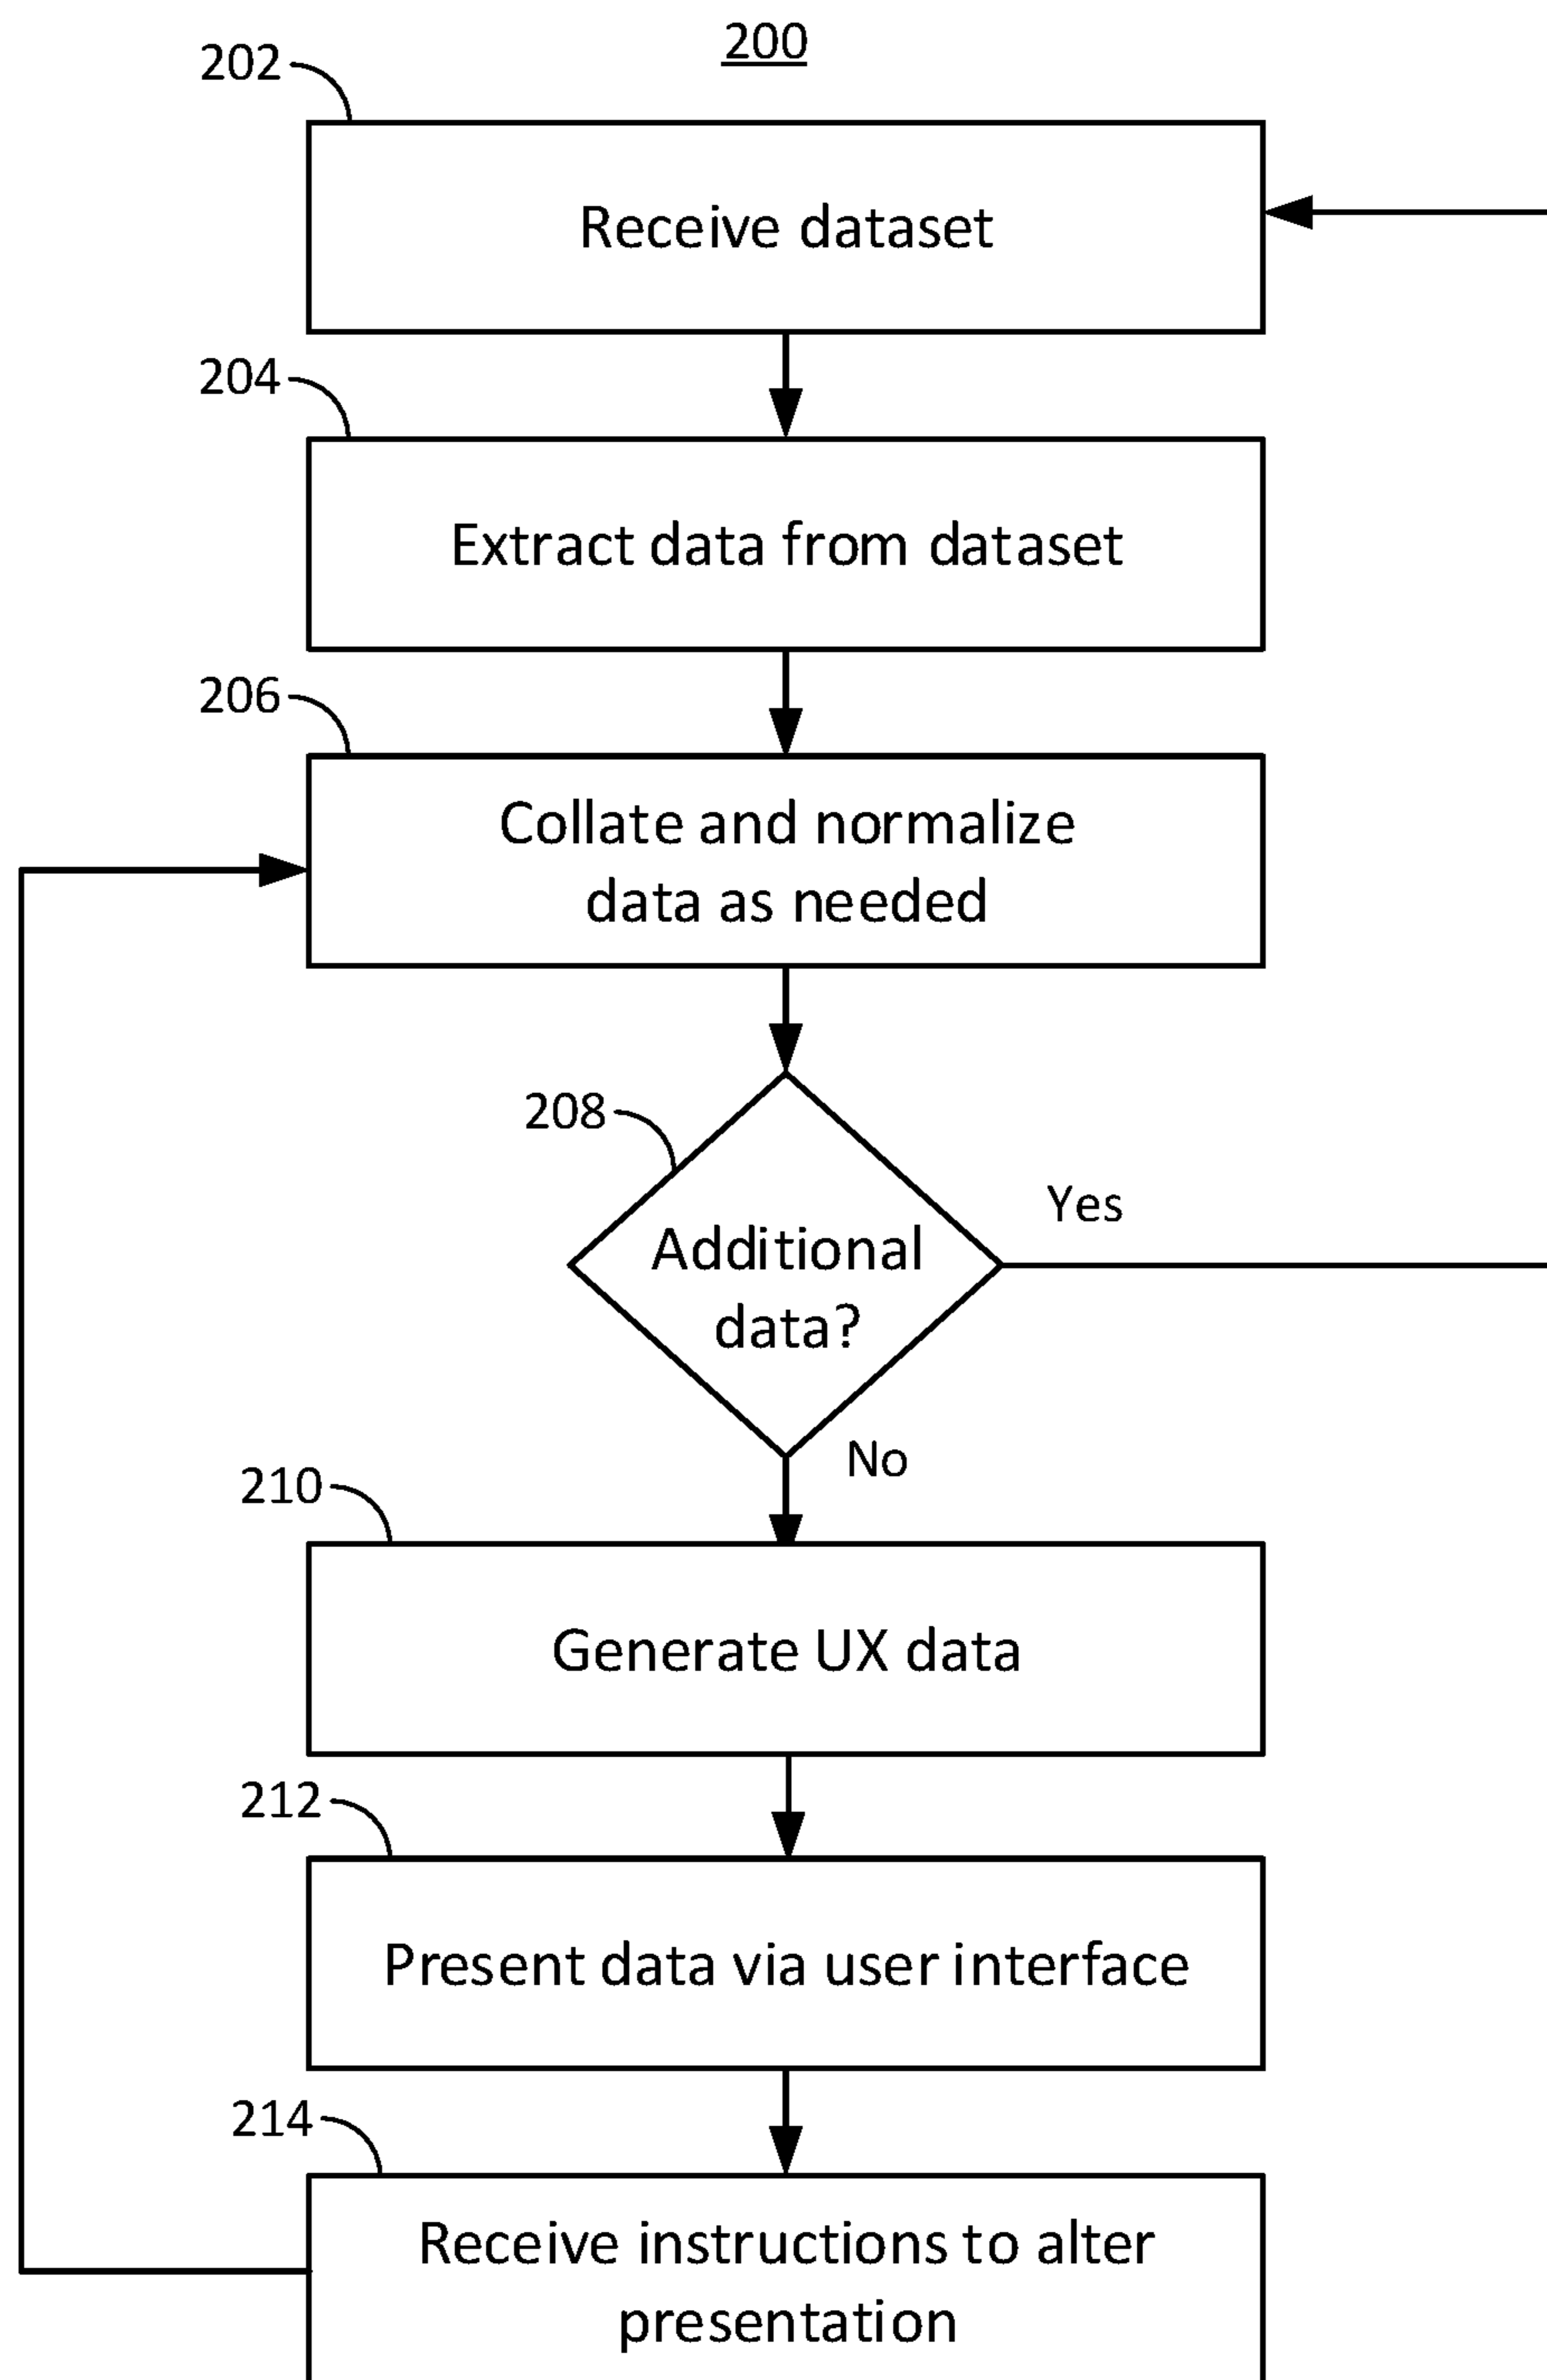 200
202
Receive dataset
204
Extract data from dataset
206
Collate and normalize
data as needed
208
Additional
data?
Yes
No
210
Generate UX data
212
Present data via user interface
214
Receive instructions to alter
presentation